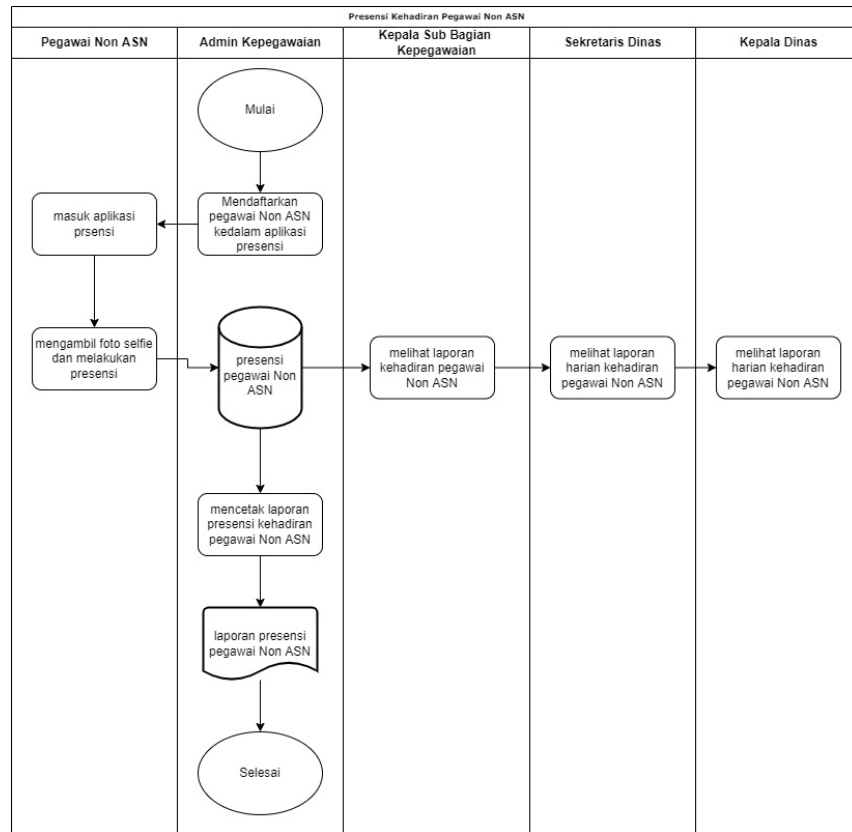 Presensi Kehadiran Pegawai Non ASN
Pegawai Non ASN
Admin Kepegawaian
Kepala Sub Bagian
Kepegawaian
Sekretaris Dinas
Kepala Dinas
Mulai
masuk aplikasi
prsensi
Mendaftarkan
pegawai Non ASN
kedalam aplikasi
presensi
mengambil foto selfie
dan melakukan
presensi
presensi
pegawai Non
ASN
melihat laporan
kehadiran pegawai
Non ASN
melihat laporan
harian kehadiran
pegawai Non ASN
melihat laporan
harian kehadiran
pegawai Non ASN
mencetak laporan
presensi kehadiran
pegawai Non ASN
laporan presensi
pegawai Non ASN
Selesai